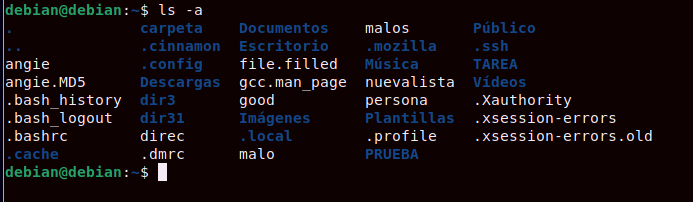 debian@debian:~$ ls -a
. carpeta Documentos malos Público
.. .cinnamon Escritorio .mozilla .ssh
angie .config file.filled Música TAREA
angie.MD5 Descargas gcc.man_page nuevalista Vídeos
.bash_history dir3 good persona .Xauthority
.bash_logout dir31 Imágenes Plantillas .xsession-errors
.bashrc direc .local .profile .xsession-errors.old
.cache .dmrc malo PRUEBA
debian@debian:~$